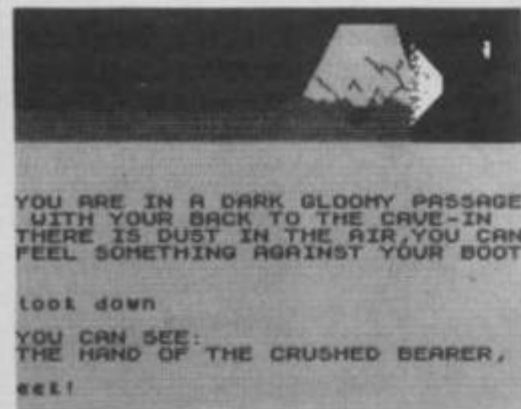 YOU ARE IN A DARK GLOOMY PASSAGE
WITH YOUR BACK TO THE CAVE-IN
THERE IS DUST IN THE AIR,YOU CAN
FEEL SOMETHING AGAINST YOUR BOOT
look down
YOU CAN SEE:
THE HAND OF THE CRUSHED BEARER,
eek!